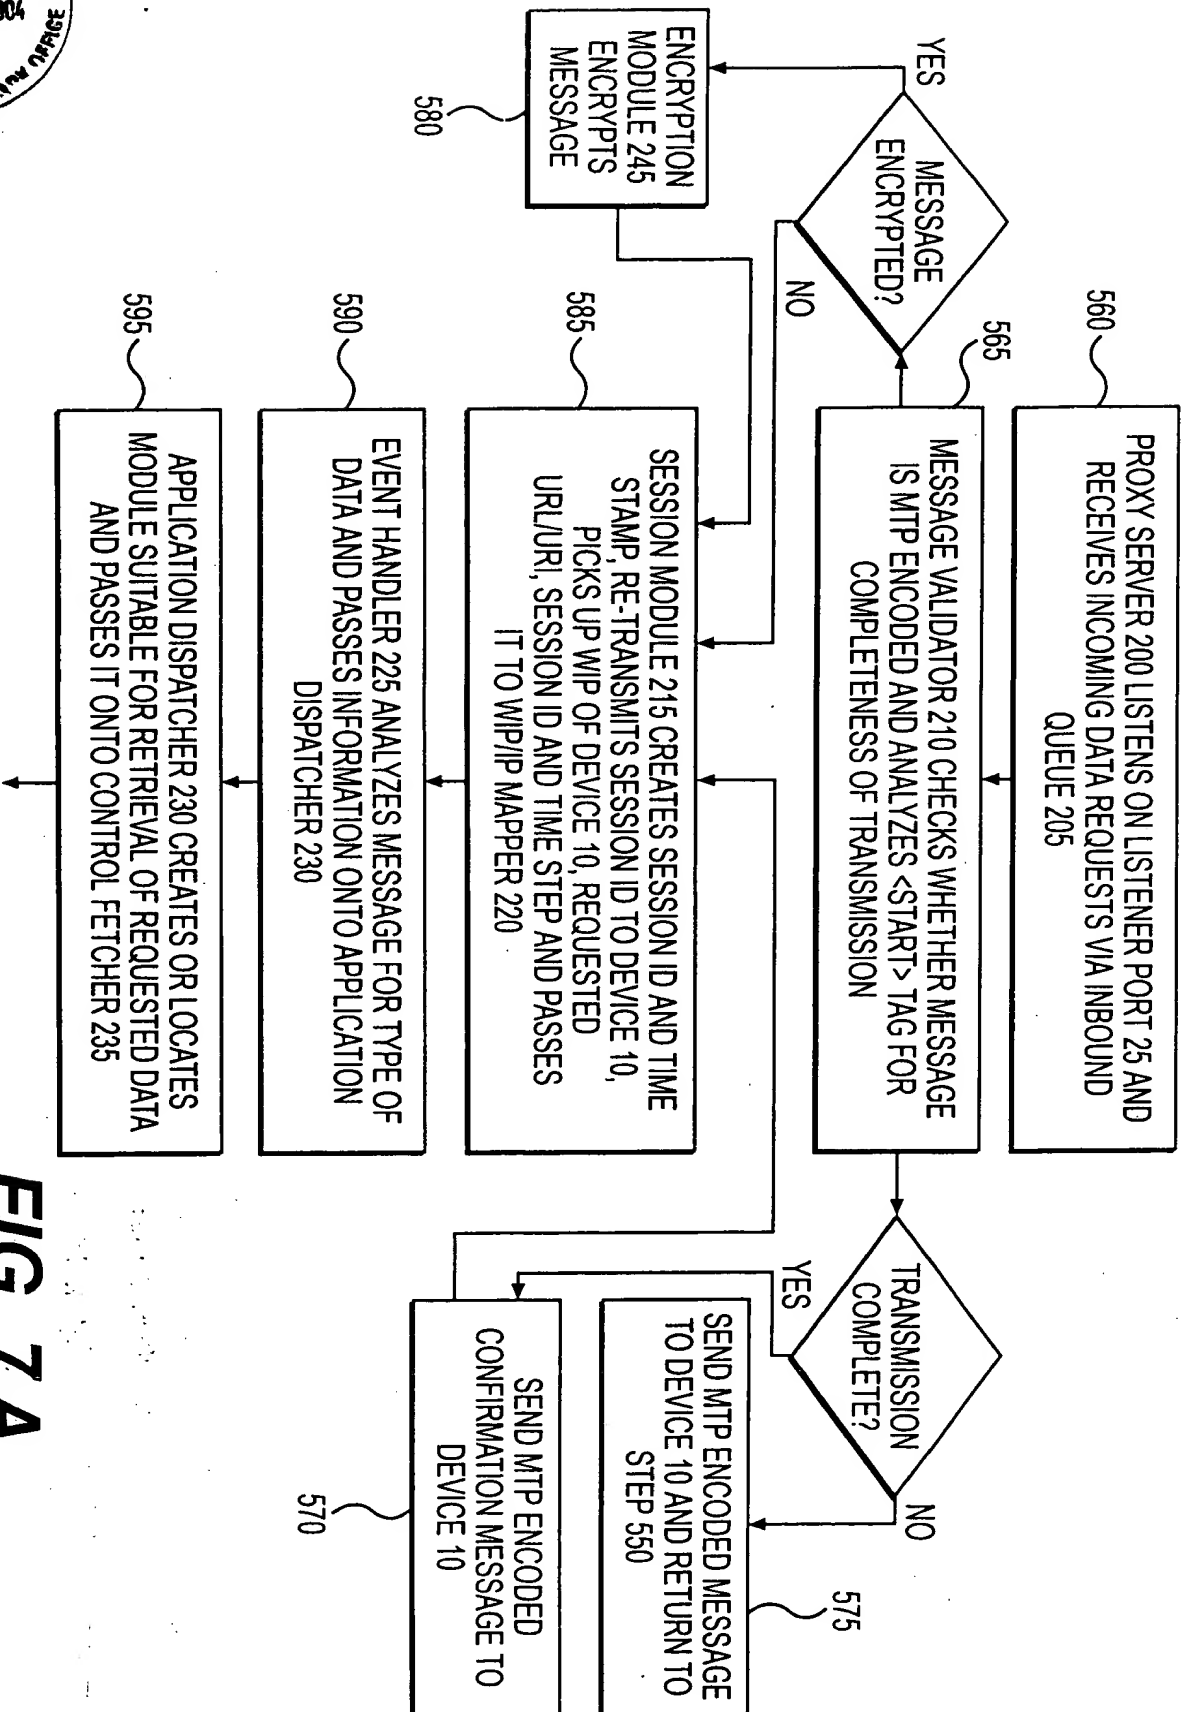 560
PROXY SERVER 200 LISTENS ON LISTENER PORT 25 AND
RECEIVES INCOMING DATA REQUESTS VIA INBOUND
QUEUE 205
565
MESSAGE VALIDATOR 210 CHECKS WHETHER MESSAGE
IS MTP ENCODED AND ANALYZES <START> TAG FOR
COMPLETENESS OF TRANSMISSION
MESSAGE
ENCRYPTED?
YES
NO
TRANSMISSION
COMPLETE?
NO
YES
ENCRYPTION
MODULE 245
ENCRYPTS
MESSAGE
580
575
SEND MTP ENCODED MESSAGE
TO DEVICE 10 AND RETURN TO
STEP 550
SEND MTP ENCODED
CONFIRMATION MESSAGE TO
DEVICE 10
570
585
SESSION MODULE 215 CREATES SESSION ID AND TIME
STAMP, RE-TRANSMITS SESSION ID TO DEVICE 10,
PICKS UP WIP OF DEVICE 10, REQUESTED
URL/URI, SESSION ID AND TIME STEP AND PASSES
IT TO WIP/IP MAPPER 220
590
EVENT HANDLER 225 ANALYZES MESSAGE FOR TYPE OF
DATA AND PASSES INFORMATION ONTO APPLICATION
DISPATCHER 230
595
APPLICATION DISPATCHER 230 CREATES OR LOCATES
MODULE SUITABLE FOR RETRIEVAL OF REQUESTED DATA
AND PASSES IT ONTO CONTROL FETCHER 235
FIG 7A